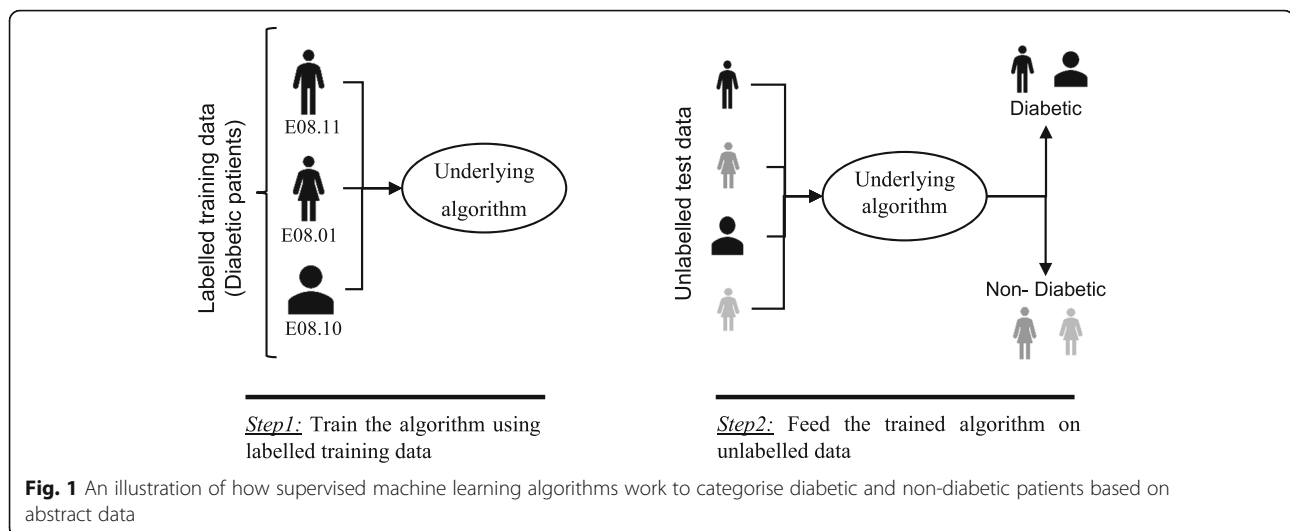 Labelled training data
(Diabetic patients)
E08.11
E08.01
E08.10
Underlying
algorithm
Step1: Train the algorithm using
labelled training data
Unlabelled test data
Underlying
algorithm
Diabetic
Non- Diabetic
Step2: Feed the trained algorithm on
unlabelled data
Fig. 1 An illustration of how supervised machine learning algorithms work to categorise diabetic and non-diabetic patients based on
abstract data